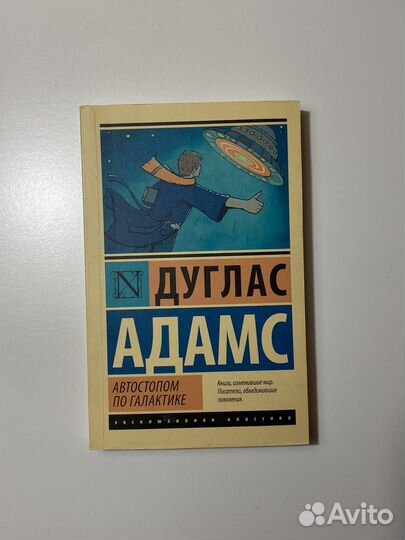 N
ДУГЛАС
АДАМС
АВТОСТОПОМ
ПО ГАЛАКТИКЕ
Книги, изменившие мир.
Писатели, объединившие
поколения.
ЭКСКЛЮЗИВНАЯ КЛАССИКА
Avito